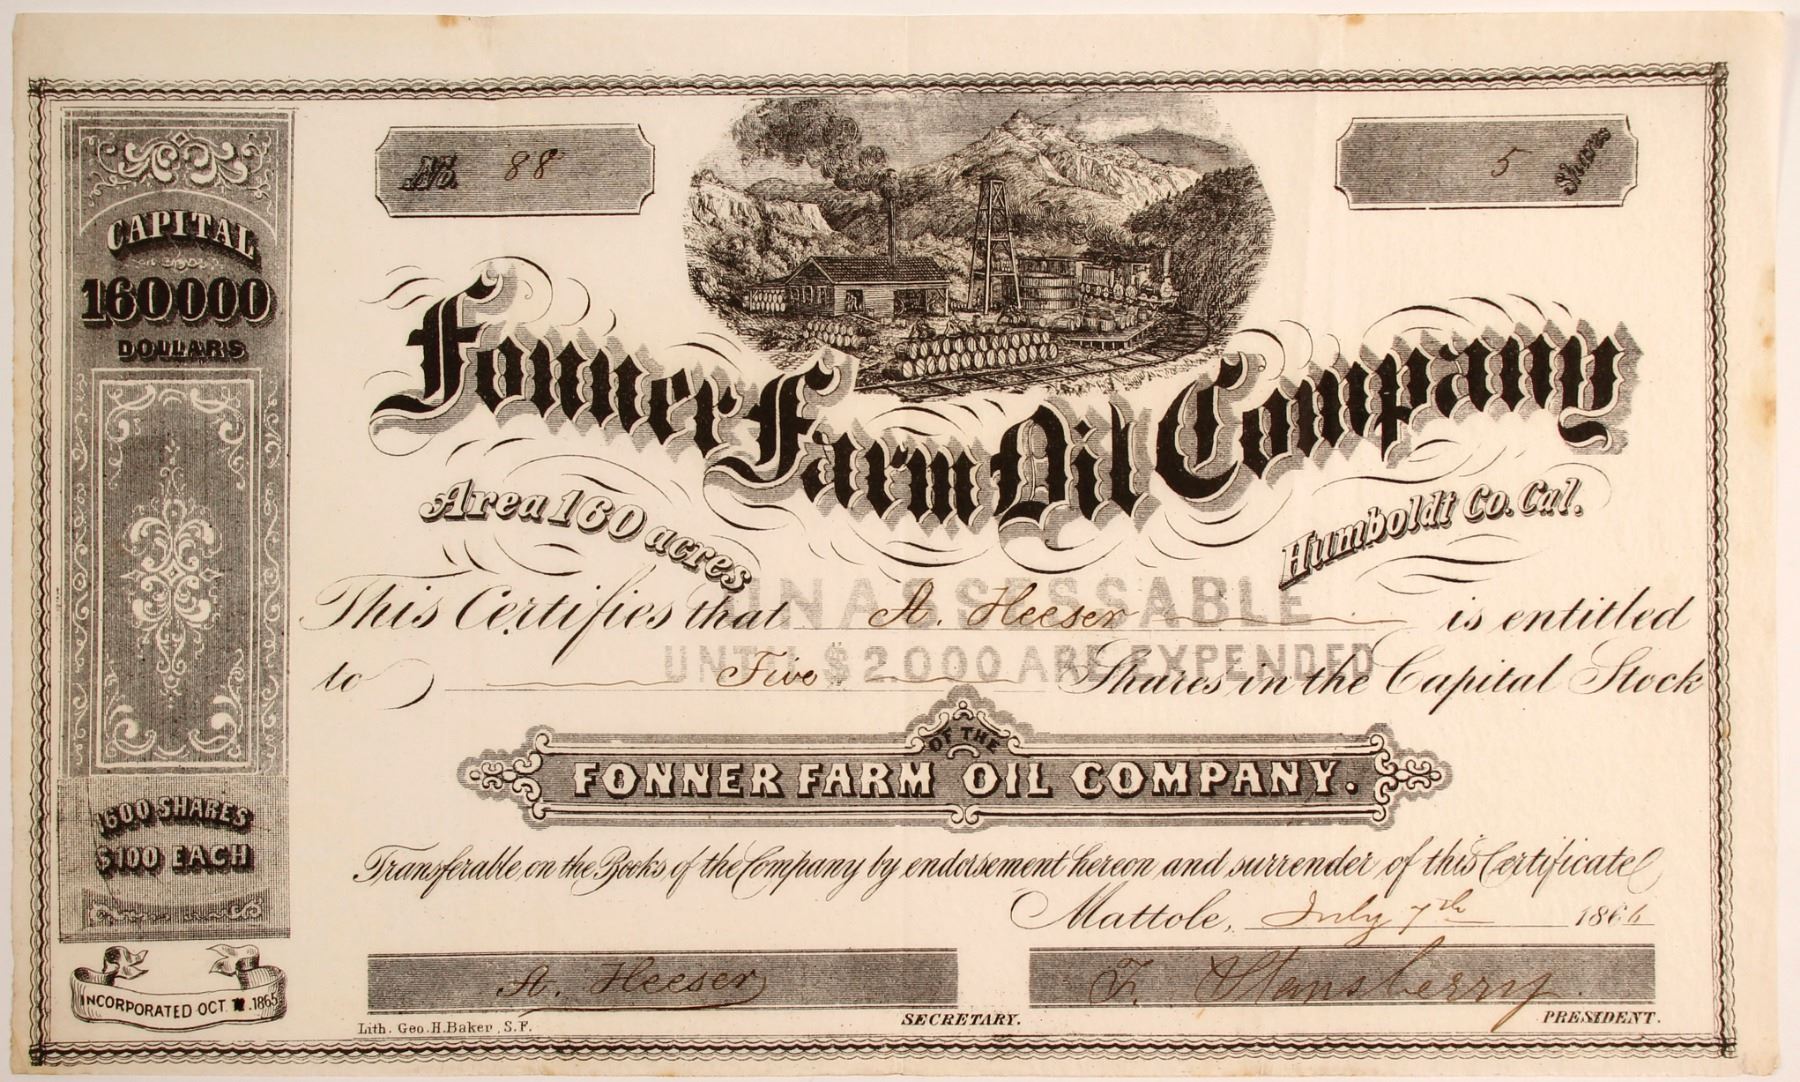 No. 88
5 Shares
CAPITAL
160000
DOLLARS
1600 SHARES
$100 EACH
INCORPORATED OCT. .1865
Fonner Farm Oil Company
Area 160 acres
Humboldt Co. Cal.
UNASSESSABLE
UNTIL $2000 ARE EXPENDED
This Certifies that A. Heeser is entitled
to Five Shares in the Capital Stock
OF THE
FONNER FARM OIL COMPANY.
Transferable on the Books of the Company by endorsement hereon and surrender of this Certificate
Mattole, July 7th 1866
A. Heeser
F. Stansberry
Lith. Geo. H. Baker, S.F.
SECRETARY.
PRESIDENT.